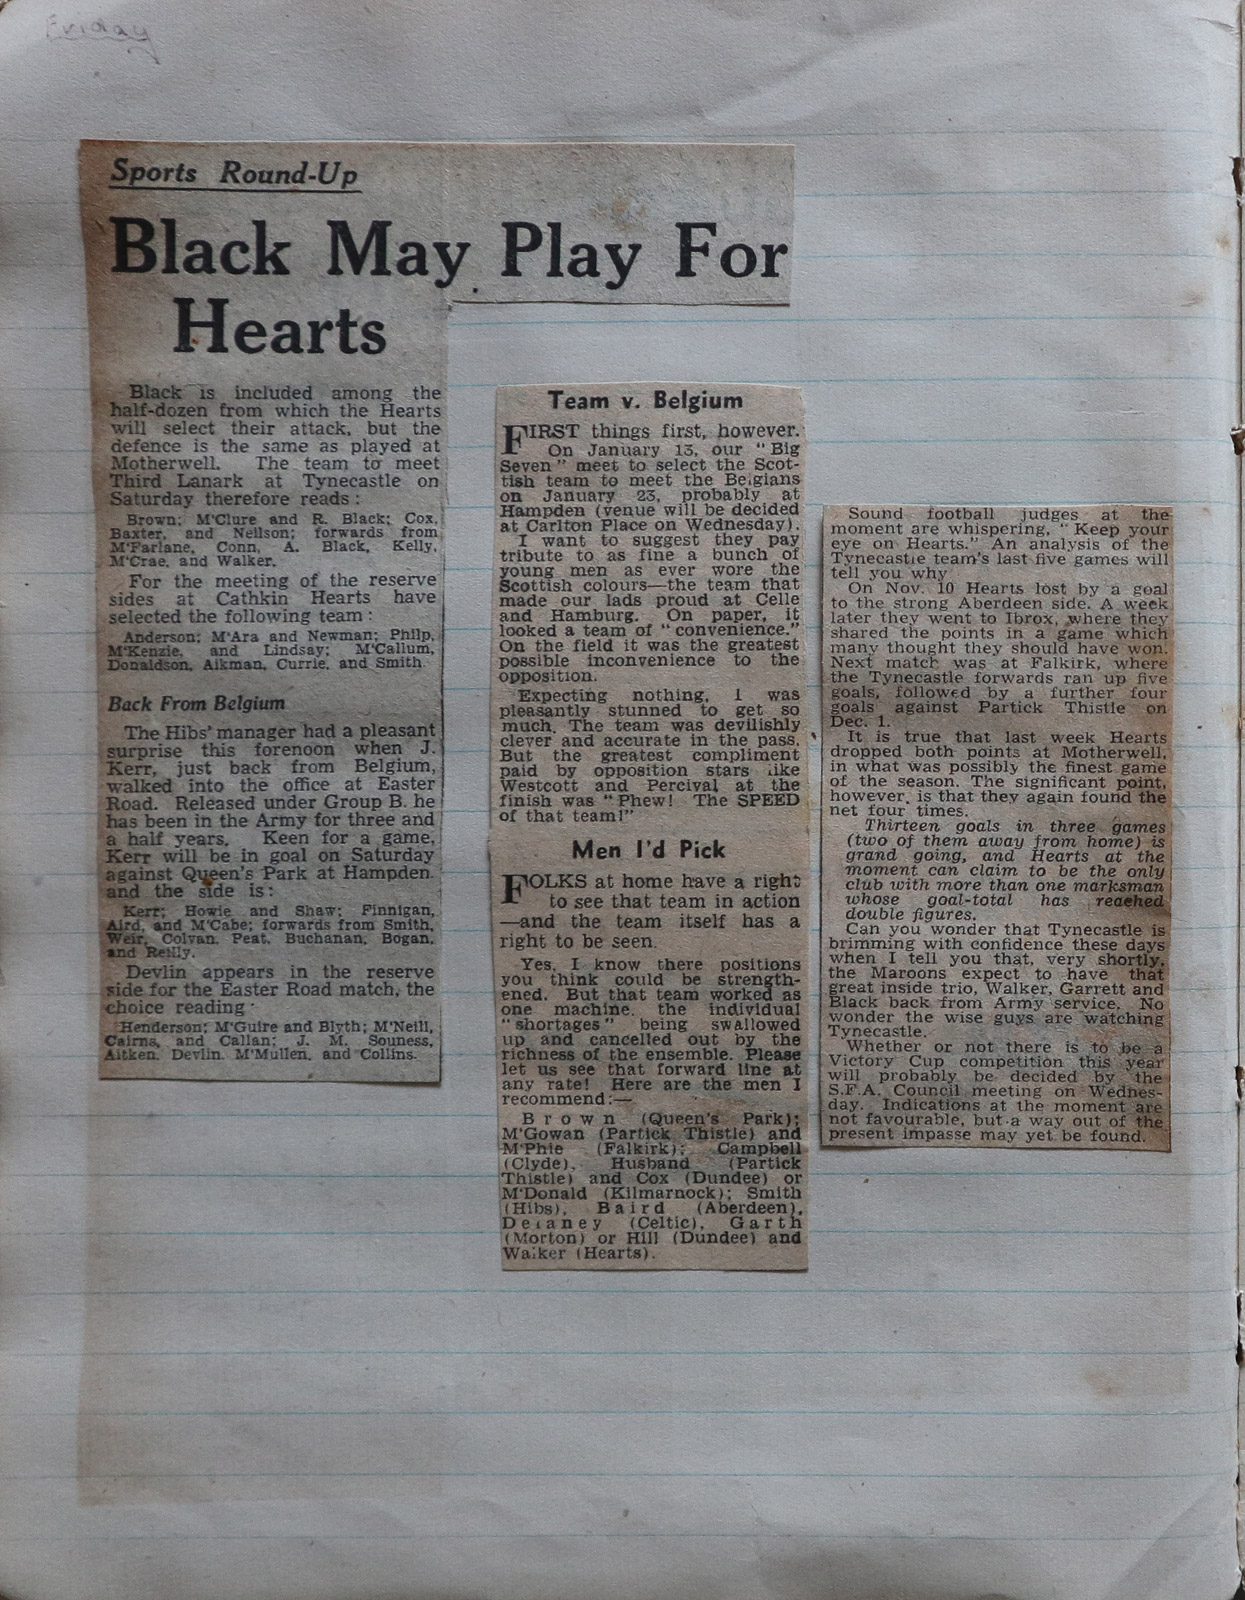 Friday
Sports Round-Up
Black May Play For
Hearts
Black is included among the
half-dozen from which the Hearts
will select their attack, but the
defence is the same as played at
Motherwell. The team to meet
Third Lanark at Tynecastle on
Saturday therefore reads:
Brown; M'Clure and R. Black; Cox,
Baxter, and Neilson; forwards from
M'Farlane, Conn, A. Black, Kelly,
M'Crae, and Walker.
For the meeting of the reserve
sides at Cathkin Hearts have
selected the following team:
Anderson; M'Ara and Newman; Philp,
M'Kenzie, and Lindsay; M'Callum,
Donaldson, Aikman, Currie, and Smith.
Back From Belgium
The Hibs' manager had a pleasant
surprise this forenoon when J.
Kerr, just back from Belgium,
walked into the office at Easter
Road. Released under Group B. he
has been in the Army for three and
a half years. Keen for a game,
Kerr will be in goal on Saturday
against Queen's Park at Hampden.
and the side is:
Kerr; Howie and Shaw; Finnigan,
Aird, and M'Cabe; forwards from Smith,
Weir, Colvan, Peat, Buchanan, Bogan,
and Reilly.
Devlin appears in the reserve
side for the Easter Road match, the
choice reading
Henderson; M'Guire and Blyth; M'Neill,
Cairns, and Callan; J. M. Souness,
Aitken, Devlin, M'Mullen, and Collins.
Team v. Belgium
FIRST things first, however.
On January 13, our "Big
Seven" meet to select the Scot-
tish team to meet the Belgians
on January 23, probably at
Hampden (venue will be decided
at Carlton Place on Wednesday).
I want to suggest they pay
tribute to as fine a bunch of
young men as ever wore the
Scottish colours—the team that
made our lads proud at Celle
and Hamburg. On paper, it
looked a team of "convenience."
On the field it was the greatest
possible inconvenience to the
opposition.
Expecting nothing, I was
pleasantly stunned to get so
much. The team was devilishly
clever and accurate in the pass.
But the greatest compliment
paid by opposition stars like
Westcott and Percival at the
finish was "Phew! The SPEED
of that team!"
Men I'd Pick
FOLKS at home have a right
to see that team in action
—and the team itself has a
right to be seen.
Yes, I know there positions
you think could be strength-
ened. But that team worked as
one machine, the individual
"shortages" being swallowed
up and cancelled out by the
richness of the ensemble. Please
let us see that forward line at
any rate! Here are the men I
recommend:—
Brown (Queen's Park);
M'Gowan (Partick Thistle) and
M'Phie (Falkirk); Campbell
(Clyde), Husband (Partick
Thistle) and Cox (Dundee) or
M'Donald (Kilmarnock); Smith
(Hibs), Baird (Aberdeen),
Delaney (Celtic), Garth
(Morton) or Hill (Dundee) and
Walker (Hearts).
Sound football judges at the
moment are whispering, "Keep your
eye on Hearts." An analysis of the
Tynecastle team's last five games will
tell you why
On Nov. 10 Hearts lost by a goal
to the strong Aberdeen side. A week
later they went to Ibrox, where they
shared the points in a game which
many thought they should have won.
Next match was at Falkirk, where
the Tynecastle forwards ran up five
goals, followed by a further four
goals against Partick Thistle on
Dec. 1.
It is true that last week Hearts
dropped both points at Motherwell,
in what was possibly the finest game
of the season. The significant point,
however, is that they again found the
net four times.
Thirteen goals in three games
(two of them away from home) is
grand going, and Hearts at the
moment can claim to be the only
club with more than one marksman
whose goal-total has reached
double figures.
Can you wonder that Tynecastle is
brimming with confidence these days
when I tell you that, very shortly,
the Maroons expect to have that
great inside trio, Walker, Garrett and
Black back from Army service. No
wonder the wise guys are watching
Tynecastle.
Whether or not there is to be a
Victory Cup competition this year
will probably be decided by the
S.F.A. Council meeting on Wednes-
day. Indications at the moment are
not favourable, but a way out of the
present impasse may yet be found.